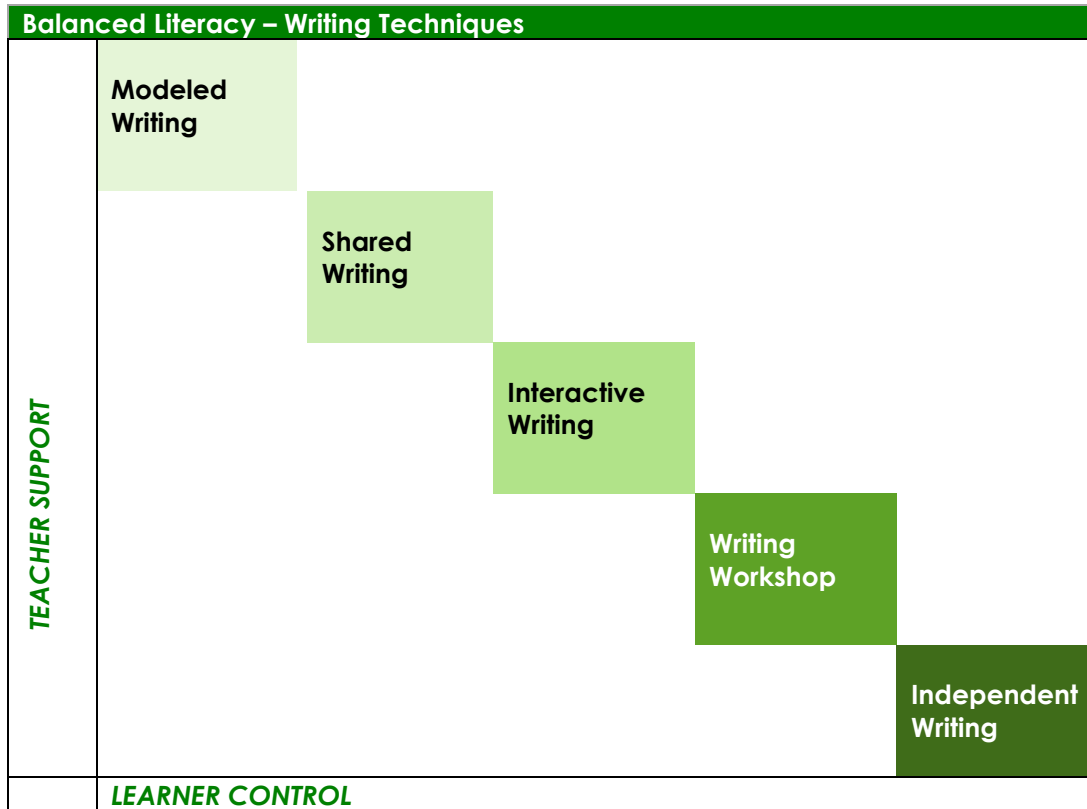 Balanced Literacy – Writing Techniques
Modeled
Writing
Shared
Writing
Interactive
Writing
TEACHER SUPPORT
Writing
Workshop
Independent
Writing
LEARNER CONTROL